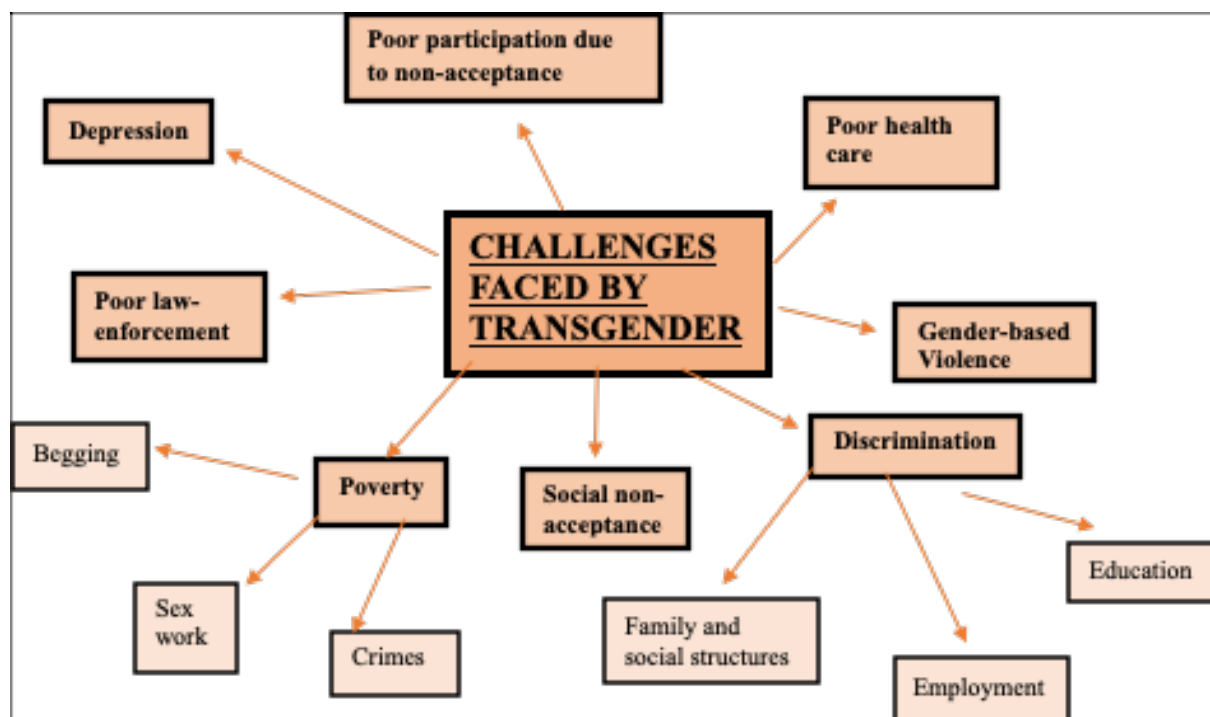 Poor participation due
to non-acceptance
Depression
Poor health
care
CHALLENGES
FACED BY
TRANSGENDER
Poor law-
enforcement
Gender-based
Violence
Begging
Poverty
Social non-
acceptance
Discrimination
Sex
work
Crimes
Family and
social structures
Education
Employment